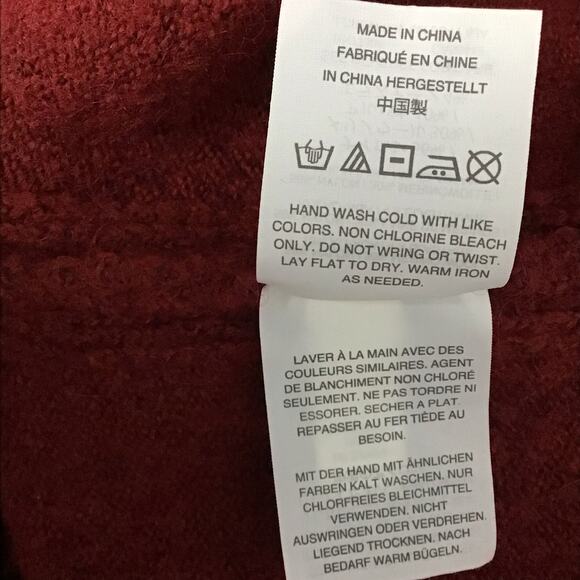 MADE IN CHINA
FABRIQUÉ EN CHINE
IN CHINA HERGESTELLT
中国製
HAND WASH COLD WITH LIKE
COLORS. NON CHLORINE BLEACH
ONLY. DO NOT WRING OR TWIST.
LAY FLAT TO DRY. WARM IRON
AS NEEDED.
LAVER À LA MAIN AVEC DES
COULEURS SIMILAIRES. AGENT
DE BLANCHIMENT NON CHLORÉ
SEULEMENT. NE PAS TORDRE NI
ESSORER. SECHER A PLAT.
REPASSER AU FER TIÉDE AU
BESOIN.
MIT DER HAND MIT ÄHNLICHEN
FARBEN KALT WASCHEN. NUR
CHLORFREIES BLEICHMITTEL
VERWENDEN. NICHT
AUSWRINGEN ODER VERDREHEN.
LIEGEND TROCKNEN. NACH
BEDARF WARM BÜGELN.